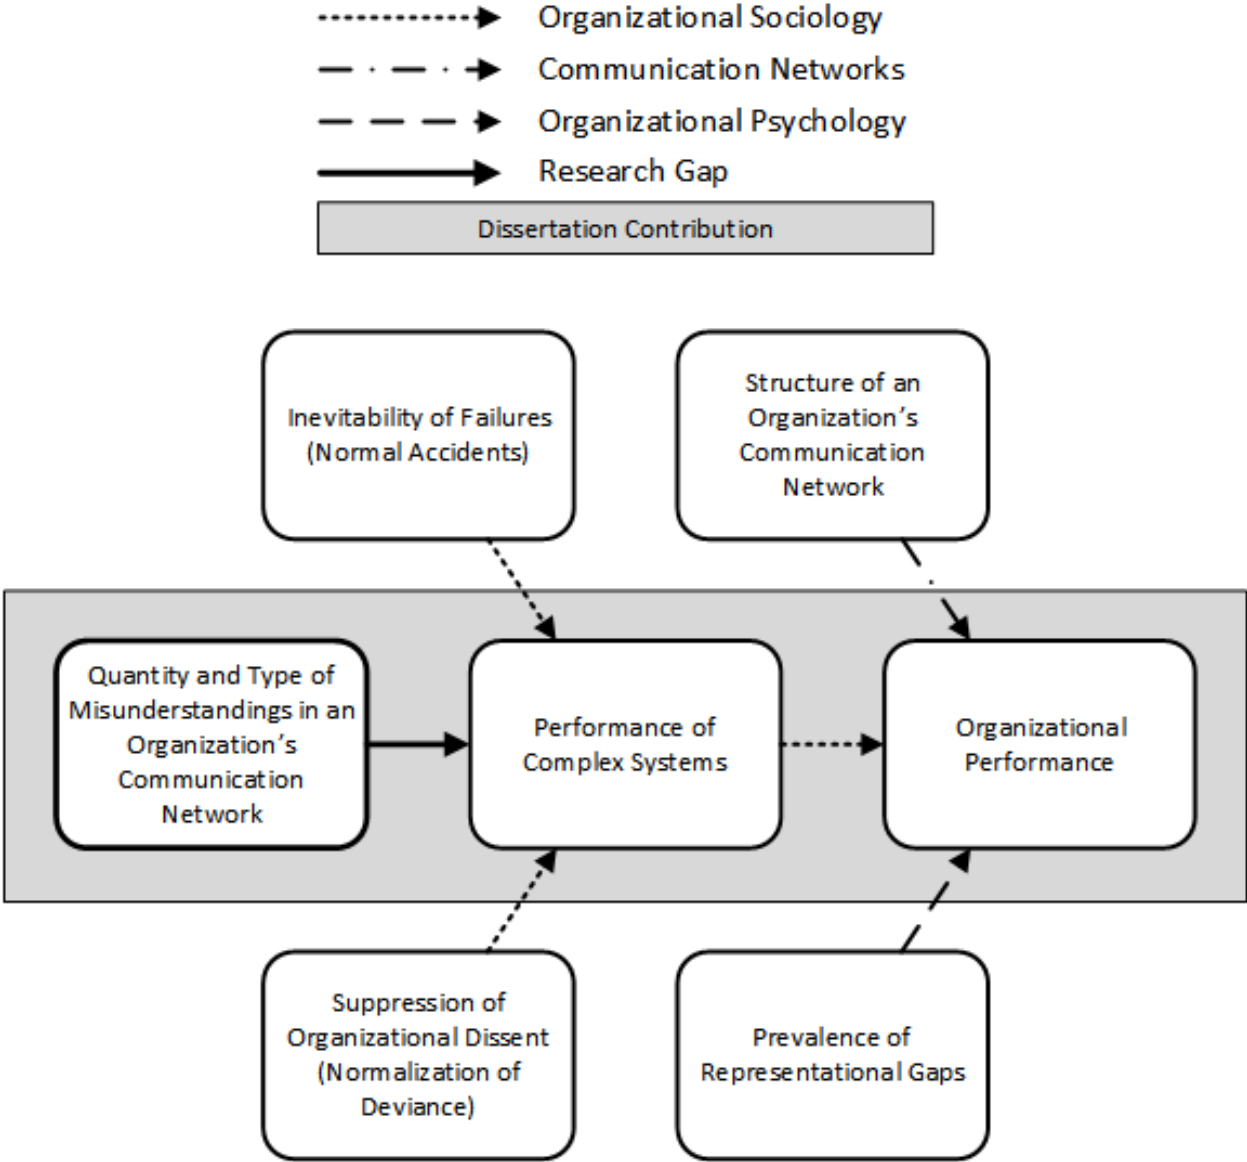 Organizational Sociology
Communication Networks
Organizational Psychology
Research Gap
Dissertation Contribution
Inevitability of Failures
(Normal Accidents)
Structure of an
Organization’s
Communication
Network
Quantity and Type of
Misunderstandings in an
Organization’s
Communication
Network
Performance of
Complex Systems
Organizational
Performance
Suppression of
Organizational Dissent
(Normalization of
Deviance)
Prevalence of
Representational Gaps